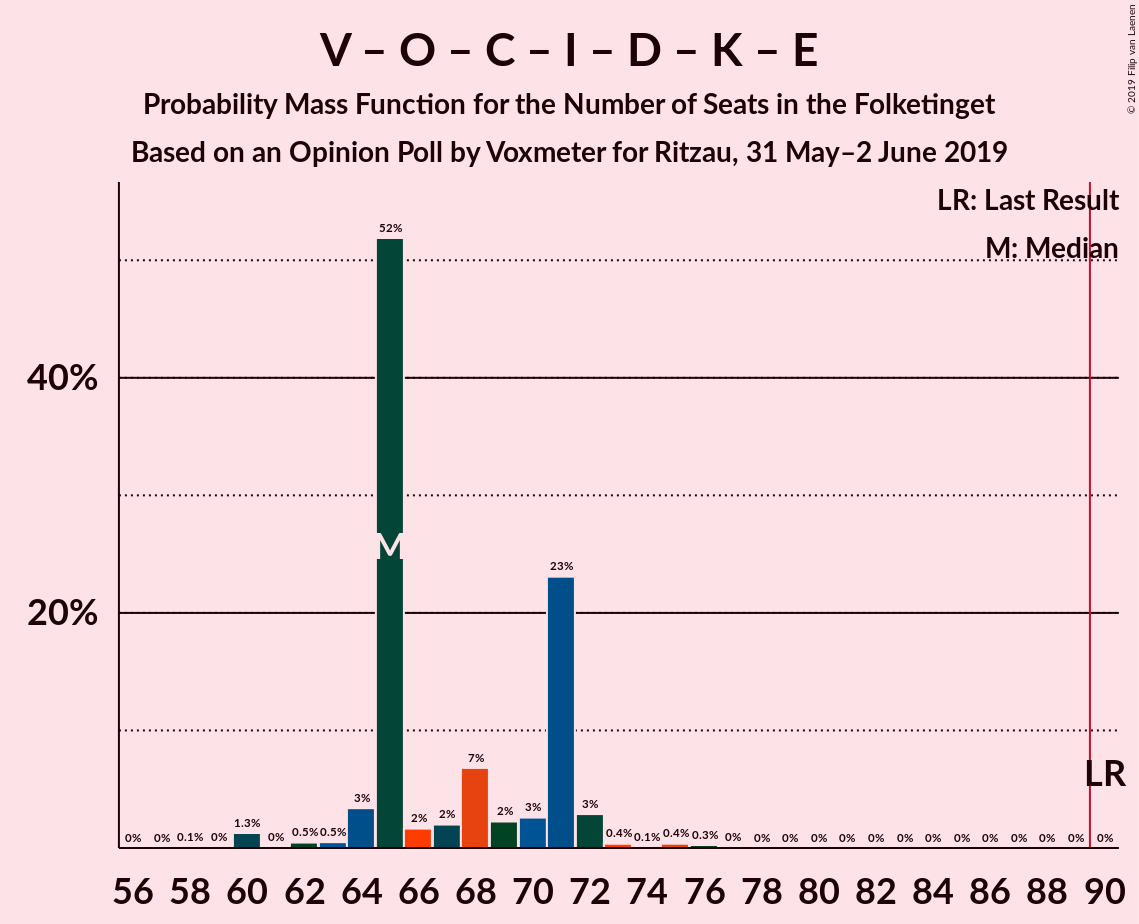 V – O – C – I – D – K – E
Probability Mass Function for the Number of Seats in the Folketinget
Based on an Opinion Poll by Voxmeter for Ritzau, 31 May–2 June 2019
© 2019 Filip van Laenen
LR: Last Result
M: Median
52%
40%
M
23%
20%
7%
LR
0% 0% 0.1% 0% 1.3% 0% 0.5% 0.5% 3% 2% 2% 2% 3% 3% 0.4% 0.1% 0.4% 0.3% 0% 0% 0% 0% 0% 0% 0% 0% 0% 0% 0% 0% 0% 0%
56 58 60 62 64 66 68 70 72 74 76 78 80 82 84 86 88 90